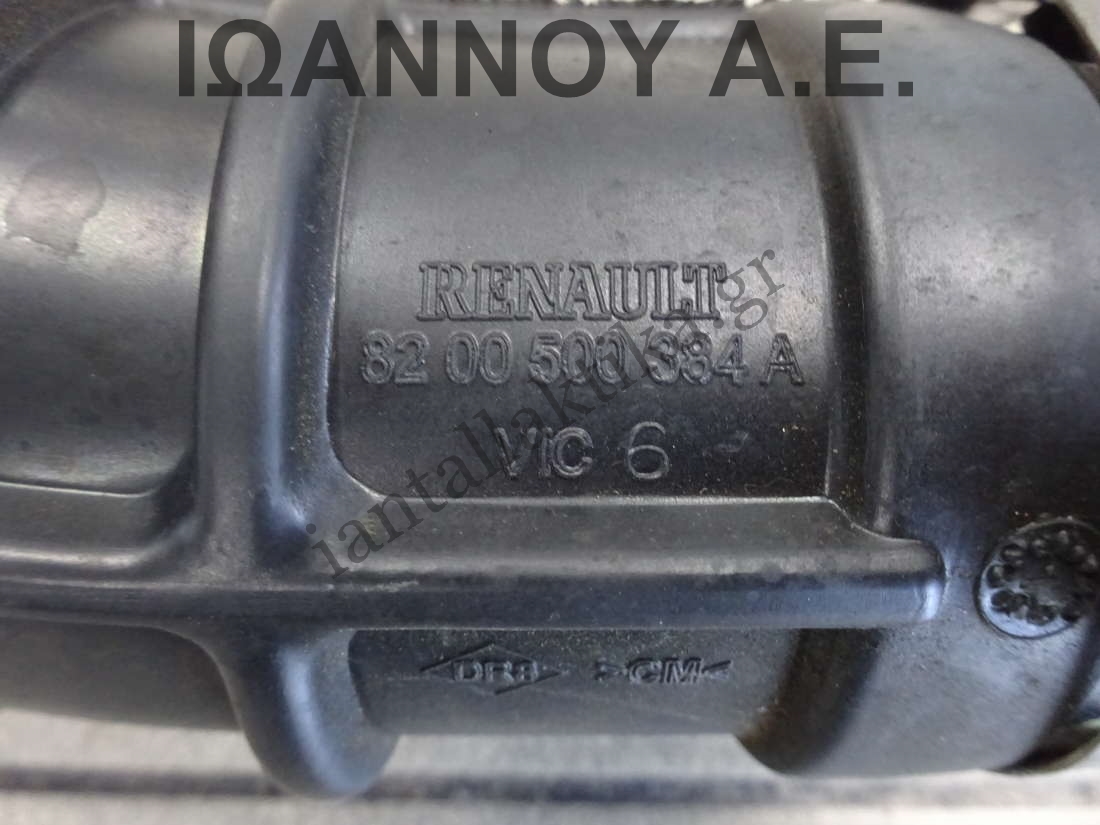 ΙΩΑΝΝΟΥ Α.Ε.
RENAULT
82 00 500 384 A
VIC 6
iantallaktika.gr
DR8 >CM<